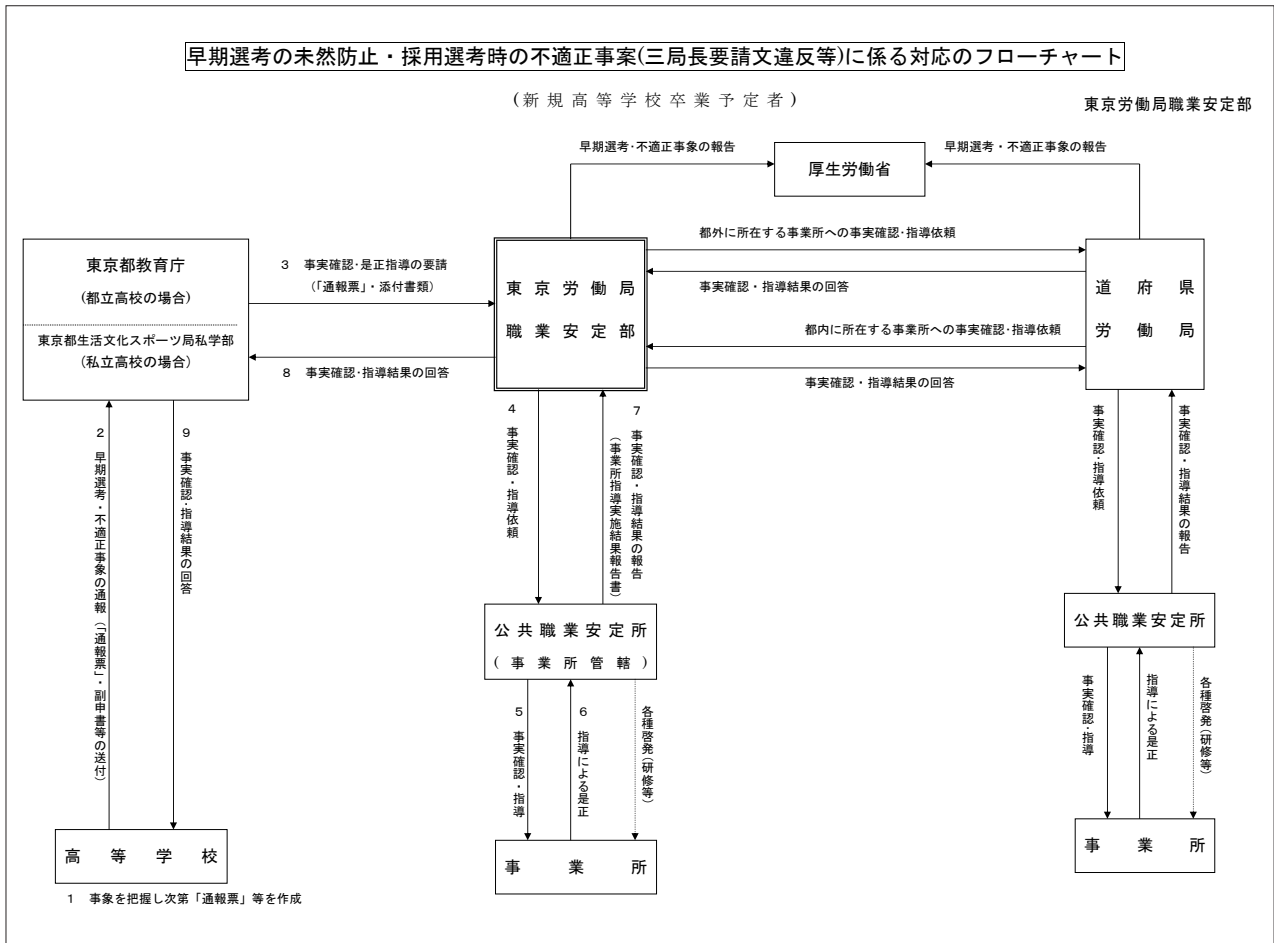 早期選考の未然防止・採用選考時の不適正事案(三局長要請文違反等)に係る対応のフローチャート
(新規高等学校卒業予定者)
東京労働局職業安定部
早期選考・不適正事象の報告
早期選考・不適正事象の報告
厚生労働省
東京都教育庁
(都立高校の場合)
東京都生活文化スポーツ局私学部
(私立高校の場合)
3 事実確認・是正指導の要請
(「通報票」・添付書類)
8 事実確認・指導結果の回答
東京労働局
職業安定部
都外に所在する事業所への事実確認・指導依頼
事実確認・指導結果の回答
都内に所在する事業所への事実確認・指導依頼
事実確認・指導結果の回答
道府県
労働局
2 早期選考・不適正事象の通報(「通報票」・副申書等の送付)
9 事実確認・指導結果の回答
4 事実確認・指導依頼
7 事実確認・指導結果の報告
(事業所指導実施結果報告書)
事実確認・指導依頼
事実確認・指導結果の報告
公共職業安定所
(事業所管轄)
公共職業安定所
5 事実確認・指導
6 指導による是正
各種啓発(研修等)
事実確認・指導
指導による是正
各種啓発(研修等)
高等学校
事業所
事業所
1 事象を把握し次第「通報票」等を作成